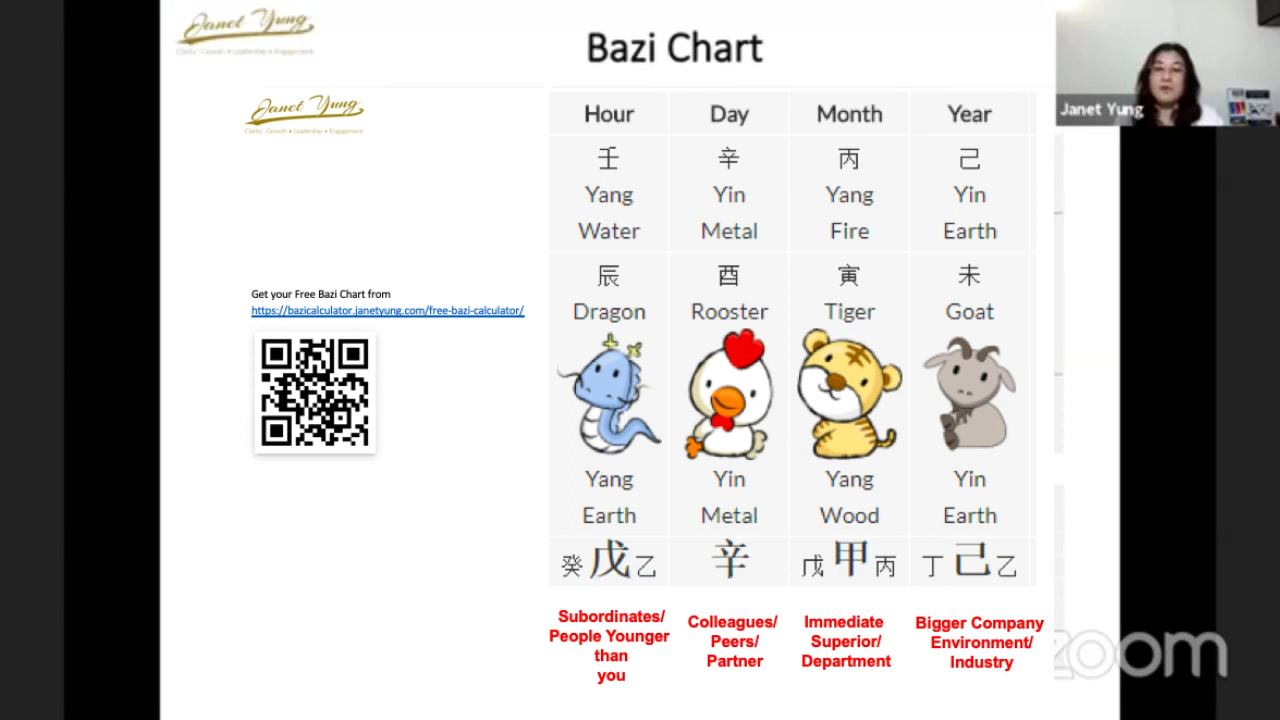 Janet Yung
Clarity • Growth • Leadership • Engagement
Bazi Chart
Janet Yung
Janet Yung
Clarity • Growth • Leadership • Engagement
Hour Day Month Year
壬 辛 丙 己
Yang Yin Yang Yin
Water Metal Fire Earth
辰 酉 寅 未
Dragon Rooster Tiger Goat
Get your Free Bazi Chart from
https://bazicalculator.janetyung.com/free-bazi-calculator/
Yang Yin Yang Yin
Earth Metal Wood Earth
癸 戊 乙 辛 戊 甲 丙 丁 己 乙
Subordinates/
People Younger
than
you
Colleagues/
Peers/
Partner
Immediate
Superior/
Department
Bigger Company
Environment/
Industry
zoom